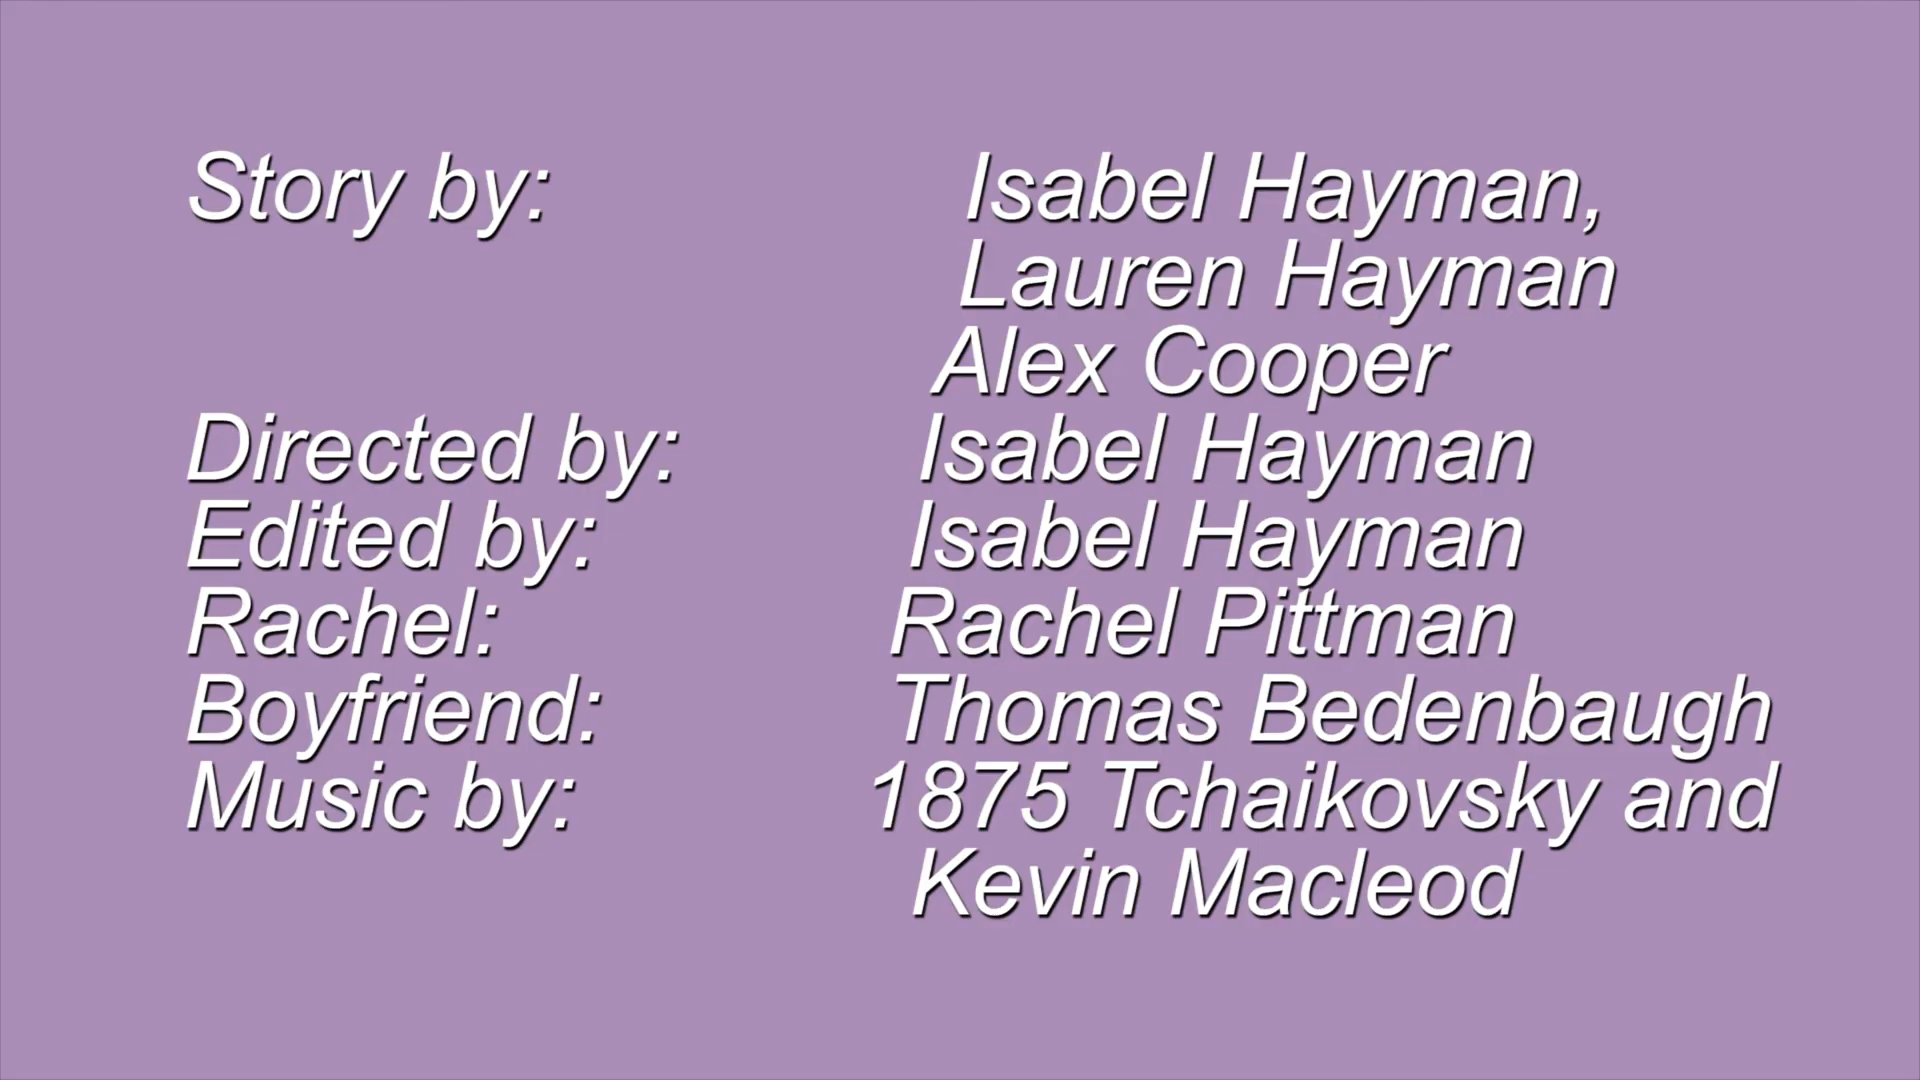 Story by: Isabel Hayman,
Lauren Hayman
Alex Cooper
Directed by: Isabel Hayman
Edited by: Isabel Hayman
Rachel: Rachel Pittman
Boyfriend: Thomas Bedenbaugh
Music by: 1875 Tchaikovsky and
Kevin Macleod